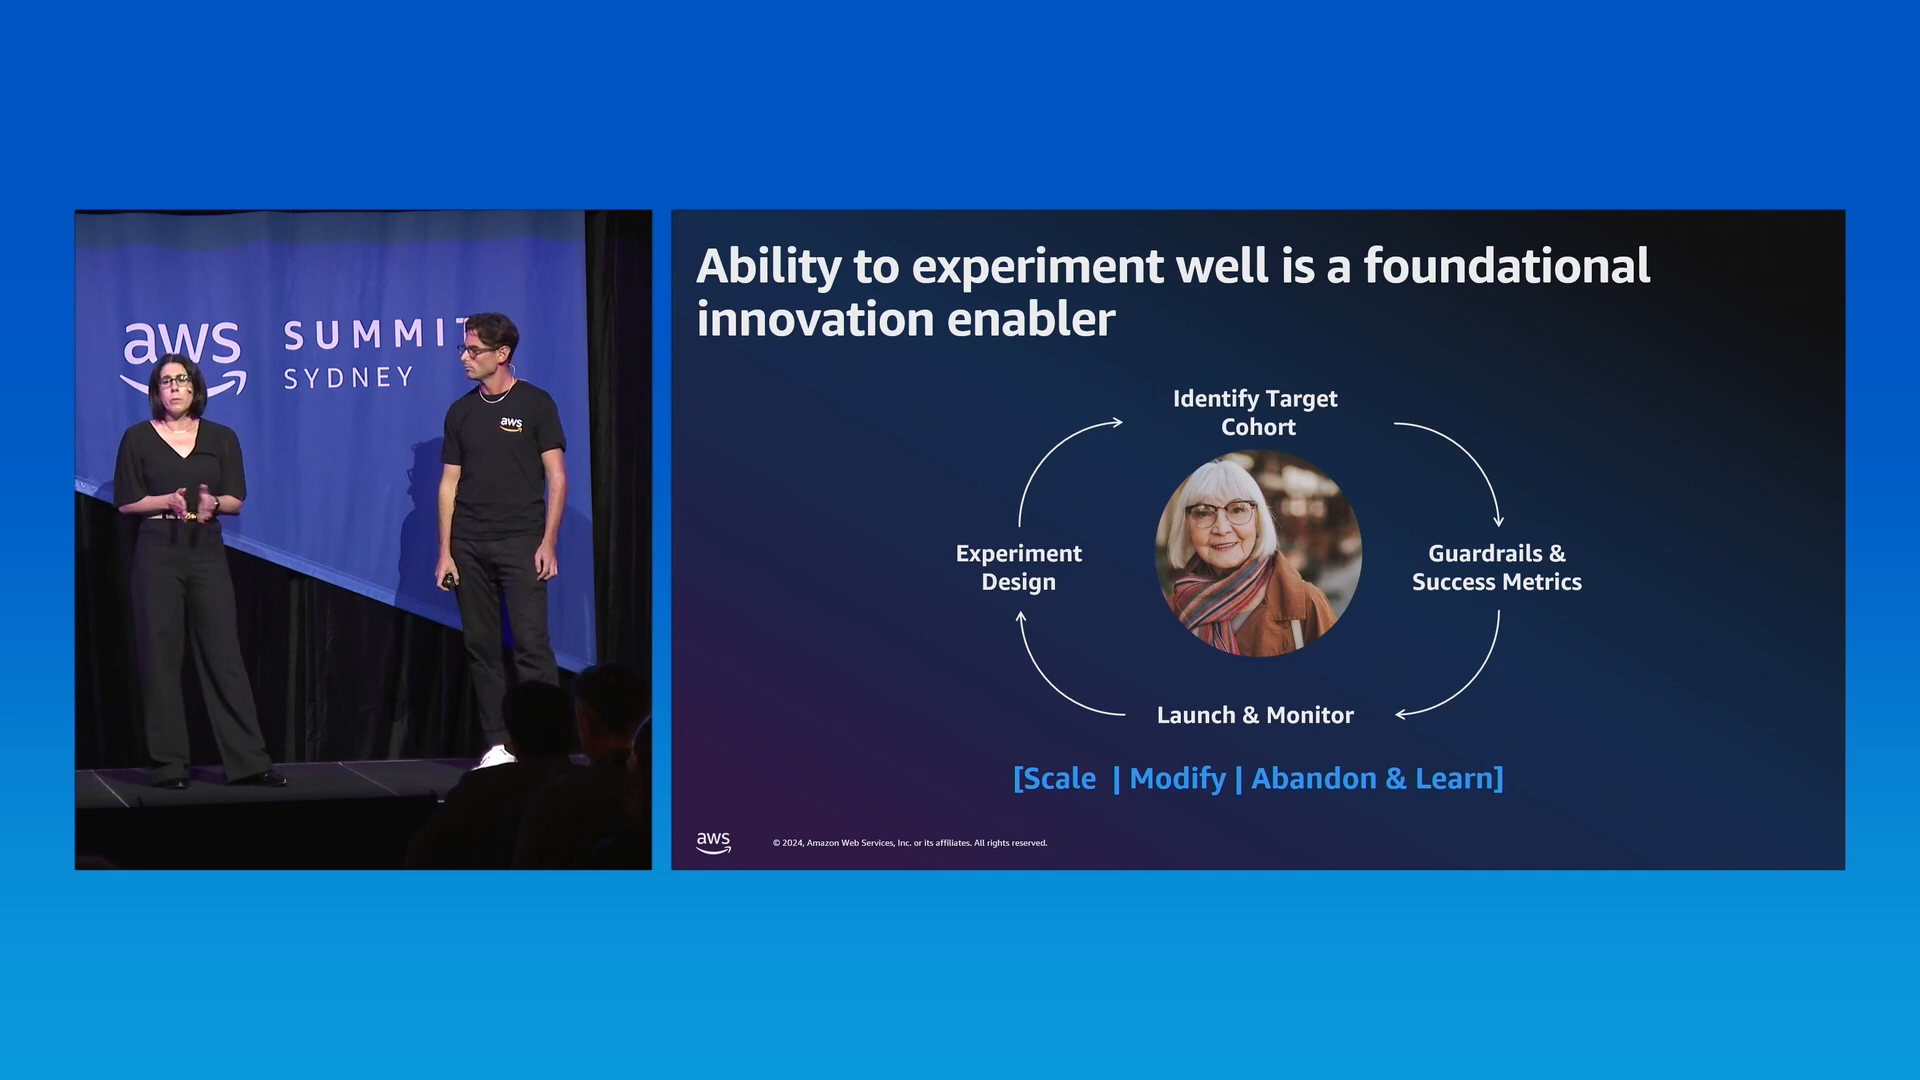 aws
SUMMIT
SYDNEY
aws
Ability to experiment well is a foundational
innovation enabler
Identify Target
Cohort
Experiment
Design
Guardrails &
Success Metrics
Launch & Monitor
[Scale | Modify | Abandon & Learn]
aws
© 2024, Amazon Web Services, Inc. or its affiliates. All rights reserved.